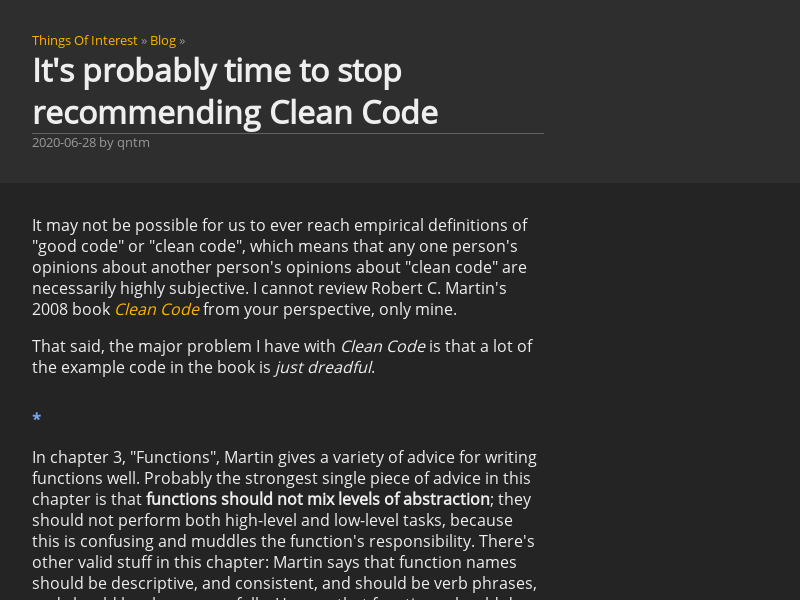 Things Of Interest » Blog »
It's probably time to stop
recommending Clean Code
2020-06-28 by qntm
It may not be possible for us to ever reach empirical definitions of
"good code" or "clean code", which means that any one person's
opinions about another person's opinions about "clean code" are
necessarily highly subjective. I cannot review Robert C. Martin's
2008 book Clean Code from your perspective, only mine.
That said, the major problem I have with Clean Code is that a lot of
the example code in the book is just dreadful.
*
In chapter 3, "Functions", Martin gives a variety of advice for writing
functions well. Probably the strongest single piece of advice in this
chapter is that functions should not mix levels of abstraction; they
should not perform both high-level and low-level tasks, because
this is confusing and muddles the function's responsibility. There's
other valid stuff in this chapter: Martin says that function names
should be descriptive, and consistent, and should be verb phrases,